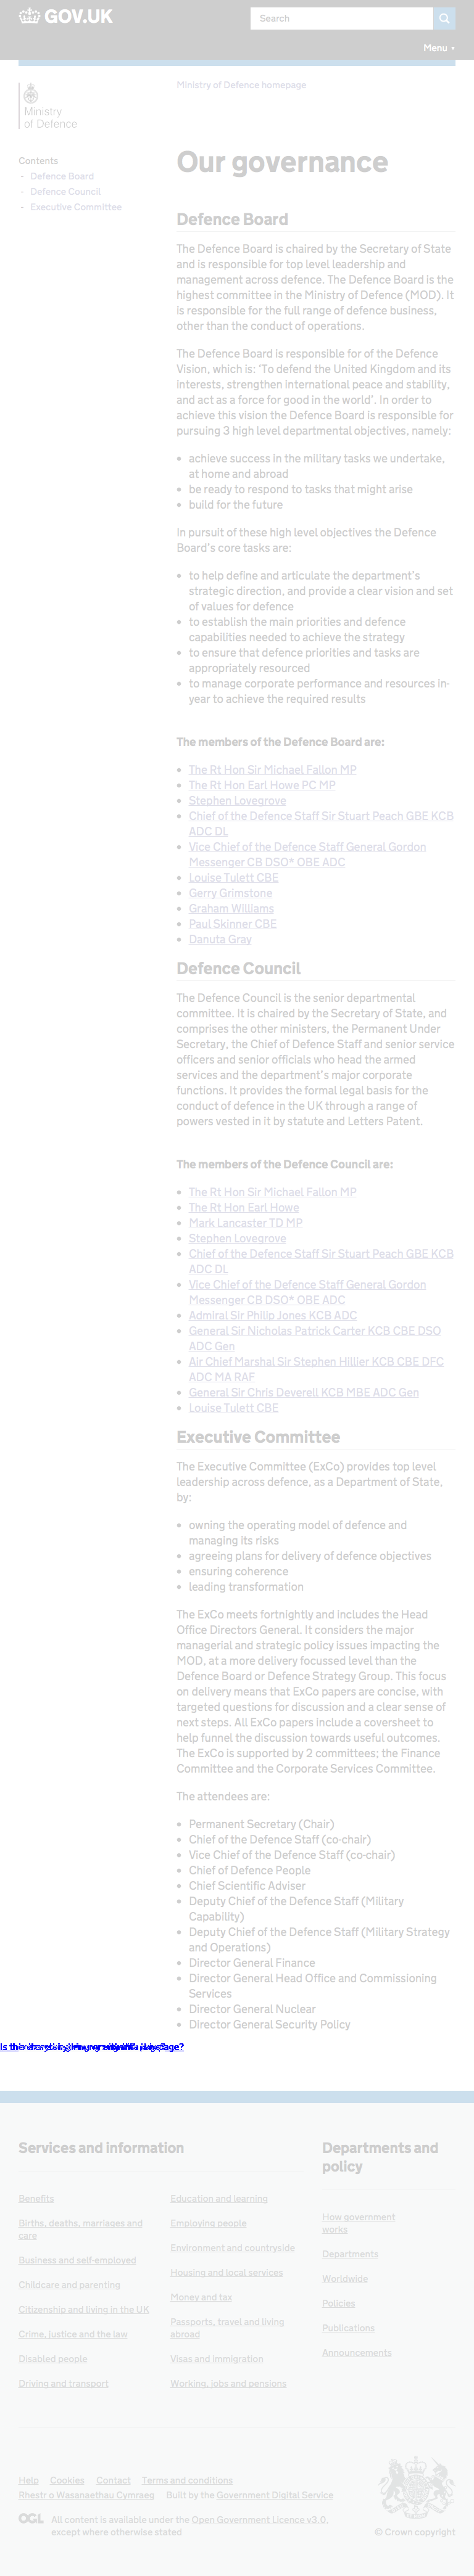 GOV.UK
Search
Menu
Ministry
of Defence
Ministry of Defence homepage
Contents
- Defence Board
- Defence Council
- Executive Committee
Our governance
Defence Board
The Defence Board is chaired by the Secretary of State
and is responsible for top level leadership and
management across defence. The Defence Board is the
highest committee in the Ministry of Defence (MOD). It
is responsible for the full range of defence business,
other than the conduct of operations.
The Defence Board is responsible for of the Defence
Vision, which is: 'To defend the United Kingdom and its
interests, strengthen international peace and stability,
and act as a force for good in the world'. In order to
achieve this vision the Defence Board is responsible for
pursuing 3 high level departmental objectives, namely:
• achieve success in the military tasks we undertake,
at home and abroad
• be ready to respond to tasks that might arise
• build for the future
In pursuit of these high level objectives the Defence
Board's core tasks are:
• to help define and articulate the department's
strategic direction, and provide a clear vision and set
of values for defence
• to establish the main priorities and defence
capabilities needed to achieve the strategy
• to ensure that defence priorities and tasks are
appropriately resourced
• to manage corporate performance and resources in-
year to achieve the required results
The members of the Defence Board are:
• The Rt Hon Sir Michael Fallon MP
• The Rt Hon Earl Howe PC MP
• Stephen Lovegrove
• Chief of the Defence Staff Sir Stuart Peach GBE KCB
ADC DL
• Vice Chief of the Defence Staff General Gordon
Messenger CB DSO* OBE ADC
• Louise Tulett CBE
• Gerry Grimstone
• Graham Williams
• Paul Skinner CBE
• Danuta Gray
Defence Council
The Defence Council is the senior departmental
committee. It is chaired by the Secretary of State, and
comprises the other ministers, the Permanent Under
Secretary, the Chief of Defence Staff and senior service
officers and senior officials who head the armed
services and the department's major corporate
functions. It provides the formal legal basis for the
conduct of defence in the UK through a range of
powers vested in it by statute and Letters Patent.
The members of the Defence Council are:
• The Rt Hon Sir Michael Fallon MP
• The Rt Hon Earl Howe
• Mark Lancaster TD MP
• Stephen Lovegrove
• Chief of the Defence Staff Sir Stuart Peach GBE KCB
ADC DL
• Vice Chief of the Defence Staff General Gordon
Messenger CB DSO* OBE ADC
• Admiral Sir Philip Jones KCB ADC
• General Sir Nicholas Patrick Carter KCB CBE DSO
ADC Gen
• Air Chief Marshal Sir Stephen Hillier KCB CBE DFC
ADC MA RAF
• General Sir Chris Deverell KCB MBE ADC Gen
• Louise Tulett CBE
Executive Committee
The Executive Committee (ExCo) provides top level
leadership across defence, as a Department of State,
by:
• owning the operating model of defence and
managing its risks
• agreeing plans for delivery of defence objectives
• ensuring coherence
• leading transformation
The ExCo meets fortnightly and includes the Head
Office Directors General. It considers the major
managerial and strategic policy issues impacting the
MOD, at a more delivery focussed level than the
Defence Board or Defence Strategy Group. This focus
on delivery means that ExCo papers are concise, with
targeted questions for discussion and a clear sense of
next steps. All ExCo papers include a coversheet to
help funnel the discussion towards useful outcomes.
The ExCo is supported by 2 committees; the Finance
Committee and the Corporate Services Committee.
The attendees are:
• Permanent Secretary (Chair)
• Chief of the Defence Staff (co-chair)
• Vice Chief of the Defence Staff (co-chair)
• Chief of Defence People
• Chief Scientific Adviser
• Deputy Chief of the Defence Staff (Military
Capability)
• Deputy Chief of the Defence Staff (Military Strategy
and Operations)
• Director General Finance
• Director General Head Office and Commissioning
Services
• Director General Nuclear
• Director General Security Policy
Services and information
Benefits
Births, deaths, marriages and
care
Business and self-employed
Childcare and parenting
Citizenship and living in the UK
Crime, justice and the law
Disabled people
Driving and transport
Education and learning
Employing people
Environment and countryside
Housing and local services
Money and tax
Passports, travel and living
abroad
Visas and immigration
Working, jobs and pensions
Departments and
policy
How government
works
Departments
Worldwide
Policies
Publications
Announcements
Help Cookies Contact Terms and conditions
Rhestr o Wasanaethau Cymraeg Built by the Government Digital Service
OGL All content is available under the Open Government Licence v3.0,
except where otherwise stated
© Crown copyright